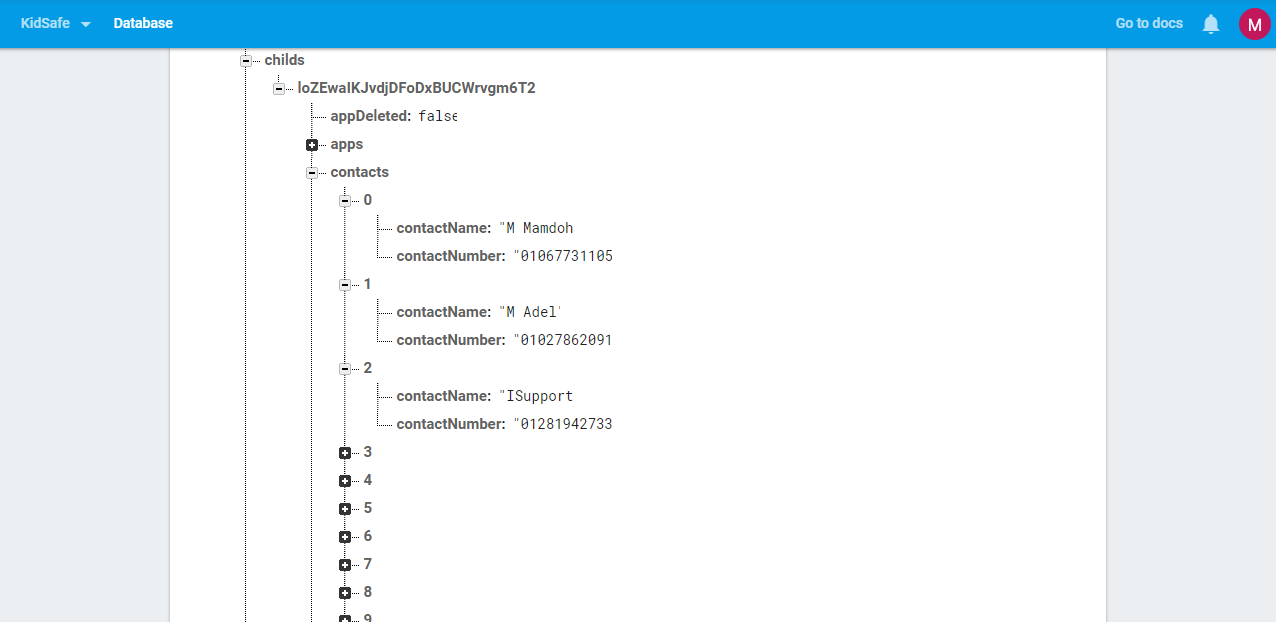 KidSafe Database Go to docs M
childs
loZEwaIKJvdjDFoDxBUCWrvgm6T2
appDeleted: false
apps
contacts
0
contactName: "M Mamdoh
contactNumber: "01067731105
1
contactName: "M Adel'
contactNumber: "01027862091
2
contactName: "ISupport
contactNumber: "01281942733
3
4
5
6
7
8
9